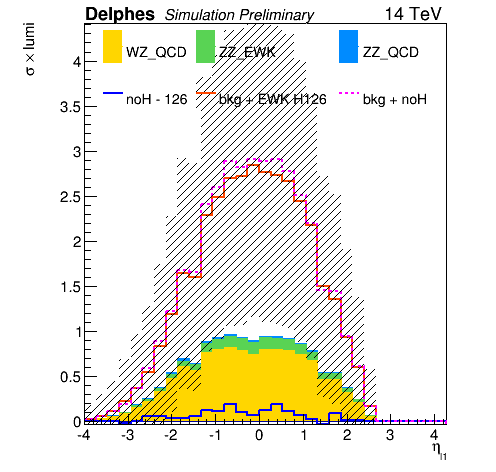 Delphes Simulation Preliminary 14 TeV
σ × lumi
WZ_QCD ZZ_EWK ZZ_QCD
noH - 126 bkg + EWK H126 bkg + noH
4
3.5
3
2.5
2
1.5
1
0.5
0
-4 -3 -2 -1 0 1 2 3 4
η_l1